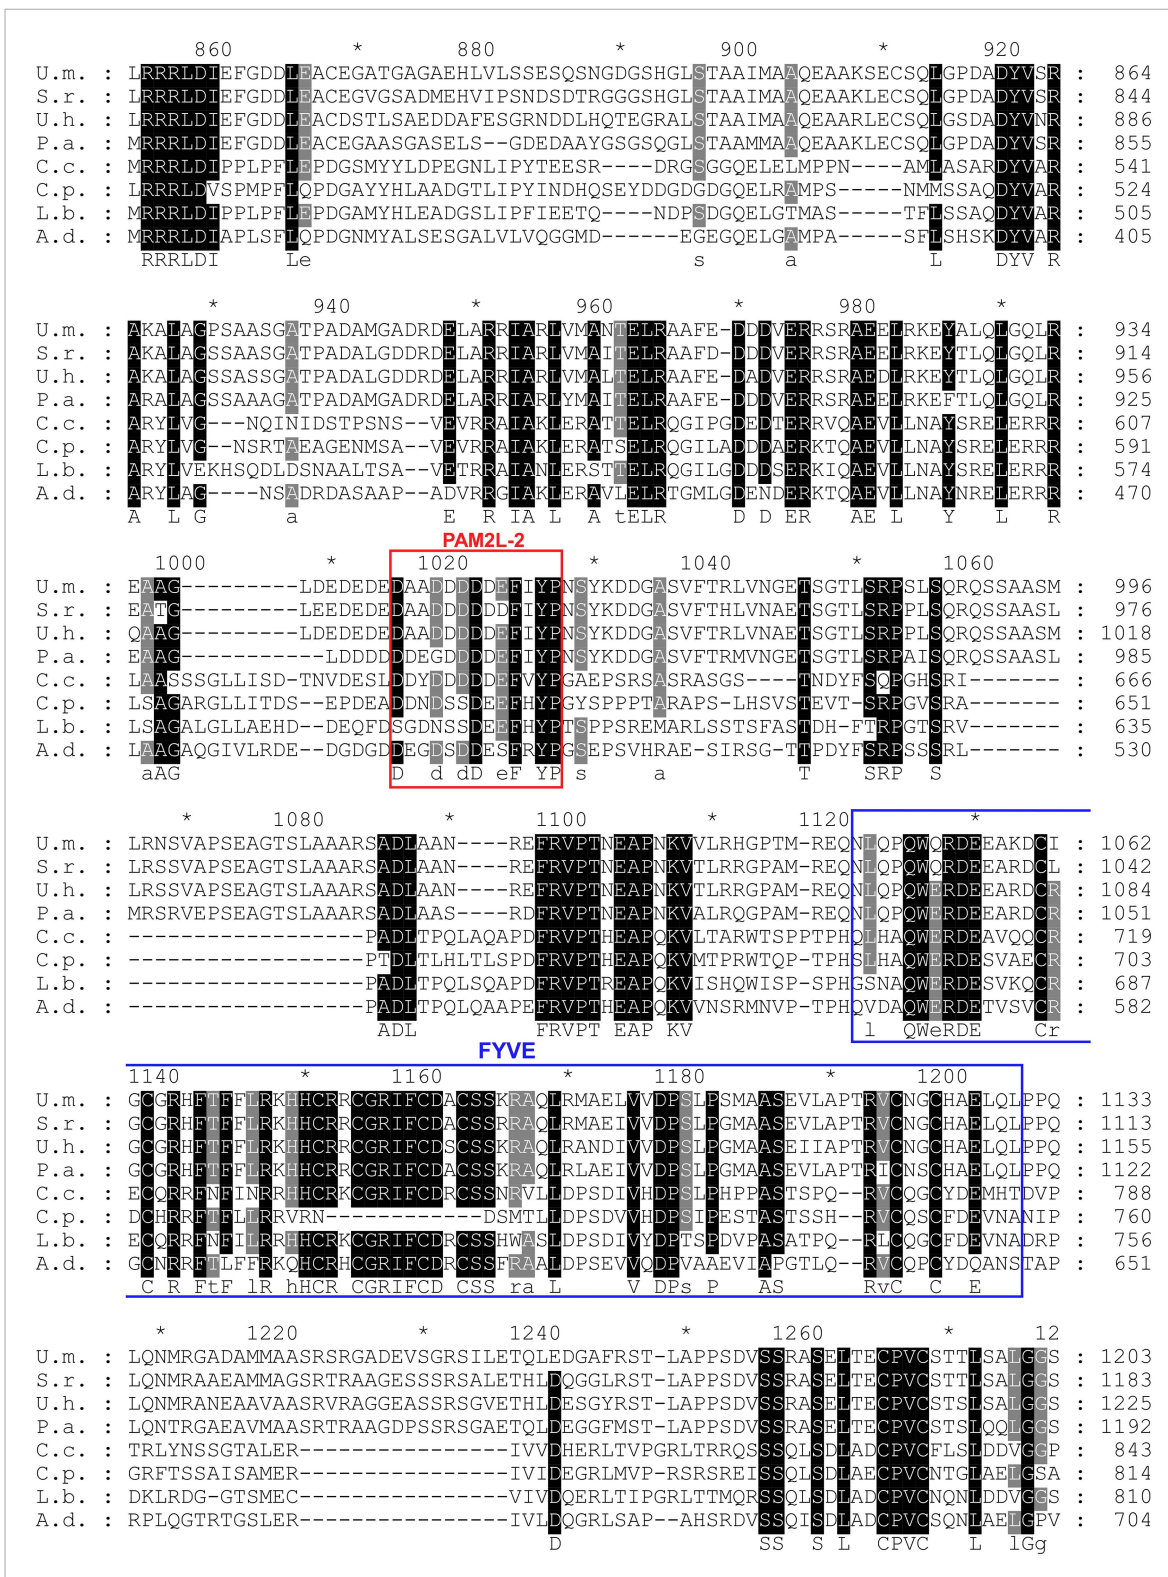 860 * 880 * 900 * 920
U.m. : LRRRLDIEFGDDLEACEGATGAGAEHLVLSSESQSNGDGSHGLSTAAIMAAQEAAKSECSQLGPDADYVSR : 864
S.r. : LRRRLDIEFGDDLEACEGVGSADMEHVIPSNDSDTRGGGSHGLSTAAIMAAQEAAKLECSQLGPDADYVSR : 844
U.h. : LRRRLDIEFGDDLEACDSTLSAEDDAFESGRNDDLHQTEGRALSTAAIMAAQEAARLECSQLGSDADYVNR : 886
P.a. : MRRRLDIEFGDDLEPCAASGASELS--GDEDAAYGSGSQGLSTAAMMAAQEAAKLECSQLGPDADYVSR : 855
C.c. : MRRRLDIPPLPFLEPDGSMYYLDPEGNLIPYTEESR----DRGSGGQELELMPPN-----AMLASARDYVAR : 541
C.p. : LRRRLDVSPMPFLQPDGAYYHLAADGTLIPYINDHQSEYDDGDGDGQELRAMPS-----NMMSSAQDYVAR : 524
L.b. : MRRRLDIPPLPFLEPDGAMYHLEADGSLIPFIEETQ----NDPSDGQELGTMAS-----TFLSSAQDYVAR : 505
A.d. : MRRRLDIAPLSFLQPDGNMYALSESGALVLVQGGMD------EGEGQELGAMPA-----SFLSHSKDYVAR : 405
RRRLDI Le s a L DYV R
* 940 * 960 * 980 *
U.m. : AKALAGPSAASGATPADAMGADRDELARRIARLVMANTELRAAFE-DDDVERRSRAEELRKEYALQLGQLR : 934
S.r. : AKALAGSSAASGATPADALGDDRDELARRIARLVMAITELRAAFD-DDDVERRSRAEELRKEYTLQLGQLR : 914
U.h. : AKALAGSSASSGATPADALGDDRDELARRIARLVMALTELRAAFE-DADVERRSRAEDLRKEYTLQLGQLR : 956
P.a. : ARALAGSSAAAGATPADAMGADRDELARRIARLYMAITELRAAFE-DDDVERRSRAEELRKEFTLQLGQLR : 925
C.c. : ARYLVG---NQINIDSTPSNS--VEVRRAIAKLERATTELRQGIPGDEDTERRVQAEVLLNAYSRELERRR : 607
C.p. : ARYLVG---NSRTAEAGENMSA-VEVRRAIAKLERATSELRQGILADDAERKTQAEVILNAYSRELERRR : 591
L.b. : ARYLVEKHSQDLDSNAALTSA--VETRRAIANLERSTTELRQGILGDDDSERKIQAEVLLNAYSRELERRR : 574
A.d. : ARYLAG----NSADRDASAAP--ADVRRGIAKLERAVLELRTGMLGDENDERKTQAEVLLNAYNRELERRR : 470
A L G a E R IA L A tELR D D ER AE L Y L R
PAM2L-2
1000 * 1020 * 1040 * 1060
U.m. : EAAG---------LDEDEDEDAADDDDDEFIYPNSYKDDGASVFTRLVNGETSGTLSRPSLSQRQSSAASM : 996
S.r. : EATG---------LEEDEDEDAADDDDDDFIYPNSYKDDGASVFTHLVNAETSGTLSRPPLSQRQSSAASL : 976
U.h. : QAAG---------LDEDEDEDAADDDDDEFIYPNSYKDDGASVFTRLVNAETSGTLSRPPLSQRQSSAASM : 1018
P.a. : EAAG---------LDDDDDDDEGDDDDEFIYPNSYKDDGASVFTRMVNGETSGTLSRPAISQRQSSAASL : 985
C.c. : LAASSSGLLISD-TNVDESLDDYDDDDDEFVYPGAEPSRSASRASGS---TNDYFSQPGHSRI------- : 666
C.p. : LSAGARGLLITDS--EPDEADDNDSSDEEFHYPGYSPPPTARAPS-LHSVSTEVT-SRPGVSRA------ : 651
L.b. : LSAGALGLLAEHD--DEQFDSGDNSSDEEFHYPTSPPSREMARLSSTSFASTDH-FTRPGTSRV------ : 635
A.d. : LAAGAQGIVLRDE--DGDGDDEGDSDDESFRYPGSEPSVHRAE-SIRSG-TTPDYFSRPSSSRL------ : 530
aAG D d dD eF YP s a T SRP S
* 1080 * 1100 * 1120 *
U.m. : LRNSVAPSEAGTSLAAARSADLAAN----REFRVPTNEAPNKVVLRHGPTM-REQNLQPQWQRDEEAKDCI : 1062
S.r. : LRSSVAPSEAGTSLAAARSADLAAN----REFRVPTNEAPNKVTLRRGPAM-REQNLQPQWQRDEEARDCL : 1042
U.h. : LRSSVAPSEAGTSLAAARSADLAAN----REFRVPTNEAPNKVTLRRGPAM-REQNLQPQWERDEEARDCR : 1084
P.a. : MRSRVEPSEAGTSLAAARSADLAAS----RDFRVPTNEAPNKVALRQGPAM-REQNLQPQWERDEEARDCR : 1051
C.c. : ------------------PADLTPQLAQAPDFRVPTHEAPQKVLTARWTSPPTPHQLHAQWERDEAVQQCR : 719
C.p. : ------------------PTDLTLHLTLSPDFRVPTHEAPQKVMTPRWTQP-TPHSLHAQWERDESVAECR : 703
L.b. : ------------------PADLTPQLSQAPDFRVPTHEAPQKVISHQWISP-SPHGSNAQWERDESVKQCR : 687
A.d. : ------------------PADLTPQLQAAPEFRVPTHEAPQKVVNSRMNVP-TPHQVDAQWERDETVSVCR : 582
ADL FRVPT EAP KV l QWeRDE Cr
FYVE
1140 * 1160 * 1180 * 1200
U.m. : GCGRHFTFFLRKHHCRRCGRIFCDACSSKRAQLRMAELVVDPSLPSMAASEVLAPTRVCNGCHAELQLPPQ : 1133
S.r. : GCGRHFTFFLRKHHCRRCGRIFCDACSSRRAQLRMAEIVVDPSLPGMAASEVLAPTRVCNGCHAELQLPPQ : 1113
U.h. : GCGRHFTFFLRKHHCRRCGRIFCDSCSSKRAQLRANDIVVDPSLPGMAASEIIAPTRVCNGCHAELQLPPQ : 1155
P.a. : GCGRHFTFFLRKHHCRRCGRIFCDACSSKRAQLRLAEIVVDPSLPGMAASEVLAPTRICNSCHAELQLPPQ : 1122
C.c. : ECQRRFNFINRRHHCRKCGRIFCDRCSSNRVLLDPSDIVHDPSLPHPPASTSPQ--RVCQGCYDEMHTDVP : 788
C.p. : DCHRRFTFLLRRVRN------------DSMTLLDPSDVVHDPSIPESTASTSSH--RVCQSCFDEVNANIP : 760
L.b. : ECQRRFNFILRRHHCRKCGRIFCDRCSSHWASLDPSDIVYDPTSPDVPASATPQ--RLCQGCFDEVNADRP : 756
A.d. : GCNRRFTLFFRKQHCRHCGRIFCDRCSSFRAALDPSEVVQDPVAAEVIAPGTLQ--RVCQPCYDQANSTAP : 651
C R FtF lR hHCR CGRIFCD CSS ra L V DPs P AS RvC C E
* 1220 * 1240 * 1260 * 12
U.m. : LQNMRGADAMMAASRSRGADEVSGRSILETQLEDGAFRST-LAPPSDVSSRASELTECPVCSTTLSALGGS : 1203
S.r. : LQNMRAAEAMMAGSRTRAAGESSSRSALETHLDQGGLRST-LAPPSDVSSRASELTECPVCSTTLSALGGS : 1183
U.h. : LQNMRANEAAVAASRVRAGGEASSRSGVETHLDESGYRST-LAPPSDVSSRASELTECPVCSTSLSALGGS : 1225
P.a. : LQNTRGAEAVMAASRTRAAGDPSSRSGAETQLDEGGFMST-LAPPSDVSSRASELTECPVCSTSLQQLGGS : 1192
C.c. : TRLYNSSGTALER----------------IVVDHERLTVPGRLTRRQSSSQLSDLADCPVCFLSLDDVGGP : 843
C.p. : GRFTSSAISAMER----------------IVIDEGRLMVP-RSRSREISSQLSDLAECPVCNTGLAELGSA : 814
L.b. : DKLRDG-GTSMEC----------------VIVDQERLTIPGRLTTMQRSSQLSDLADCPVCNQNLDDVGGS : 810
A.d. : RPLQGTRTGSLER----------------IVLDQGRLSAP-AHSRDVSSQISDLADCPVCSQNLAELGPV : 704
D SS S L CPVC L lGg